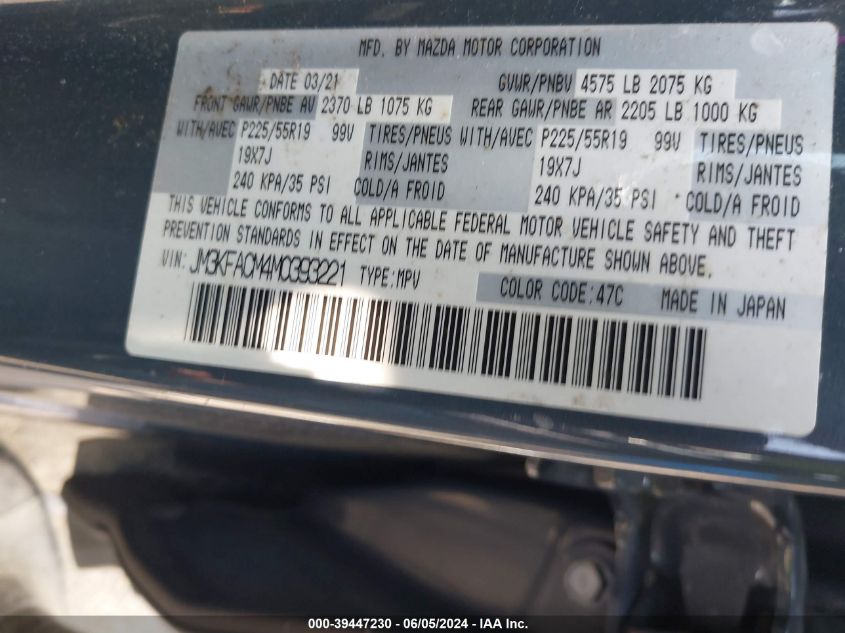 MFD. BY MAZDA MOTOR CORPORATION
DATE 03/21 GVWR/PNBV 4575 LB 2075 KG
FRONT GAWR/PNBE AV 2370 LB 1075 KG REAR GAWR/PNBE AR 2205 LB 1000 KG
WITH/AVEC P225/55R19 99V TIRES/PNEUS WITH/AVEC P225/55R19 99V TIRES/PNEUS
19X7J RIMS/JANTES 19X7J RIMS/JANTES
240 KPA/35 PSI COLD/A FROID 240 KPA/35 PSI COLD/A FROID
THIS VEHICLE CONFORMS TO ALL APPLICABLE FEDERAL MOTOR VEHICLE SAFETY AND THEFT
PREVENTION STANDARDS IN EFFECT ON THE DATE OF MANUFACTURE SHOWN ABOVE.
VIN: JM3KFACM4M0393221 TYPE:MPV COLOR CODE:47C MADE IN JAPAN
000-39447230 - 06/05/2024 - IAA Inc.